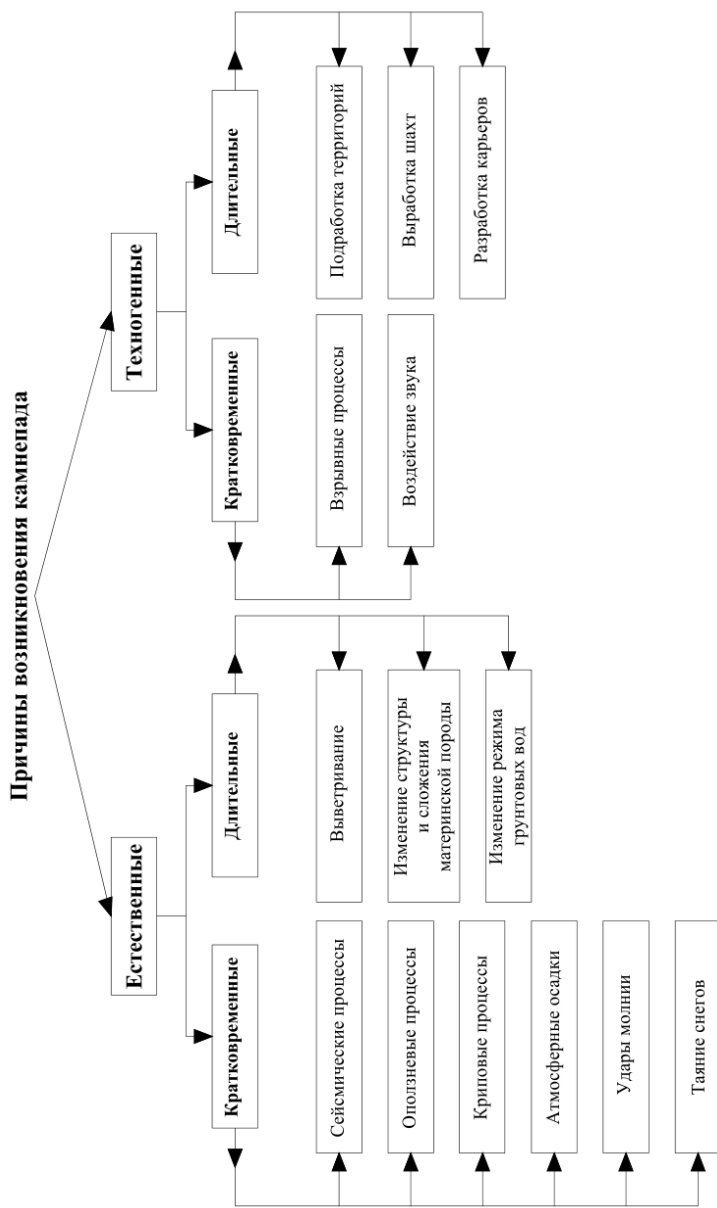 Причины возникновения камнепада
Естественные
Техногенные
Кратковременные
Длительные
Кратковременные
Длительные
Сейсмические процессы
Оползневые процессы
Криповые процессы
Атмосферные осадки
Удары молнии
Таяние снегов
Выветривание
Изменение структуры
и сложения
материнской породы
Изменение режима
грунтовых вод
Взрывные процессы
Воздействие звука
Подработка территорий
Выработка шахт
Разработка карьеров